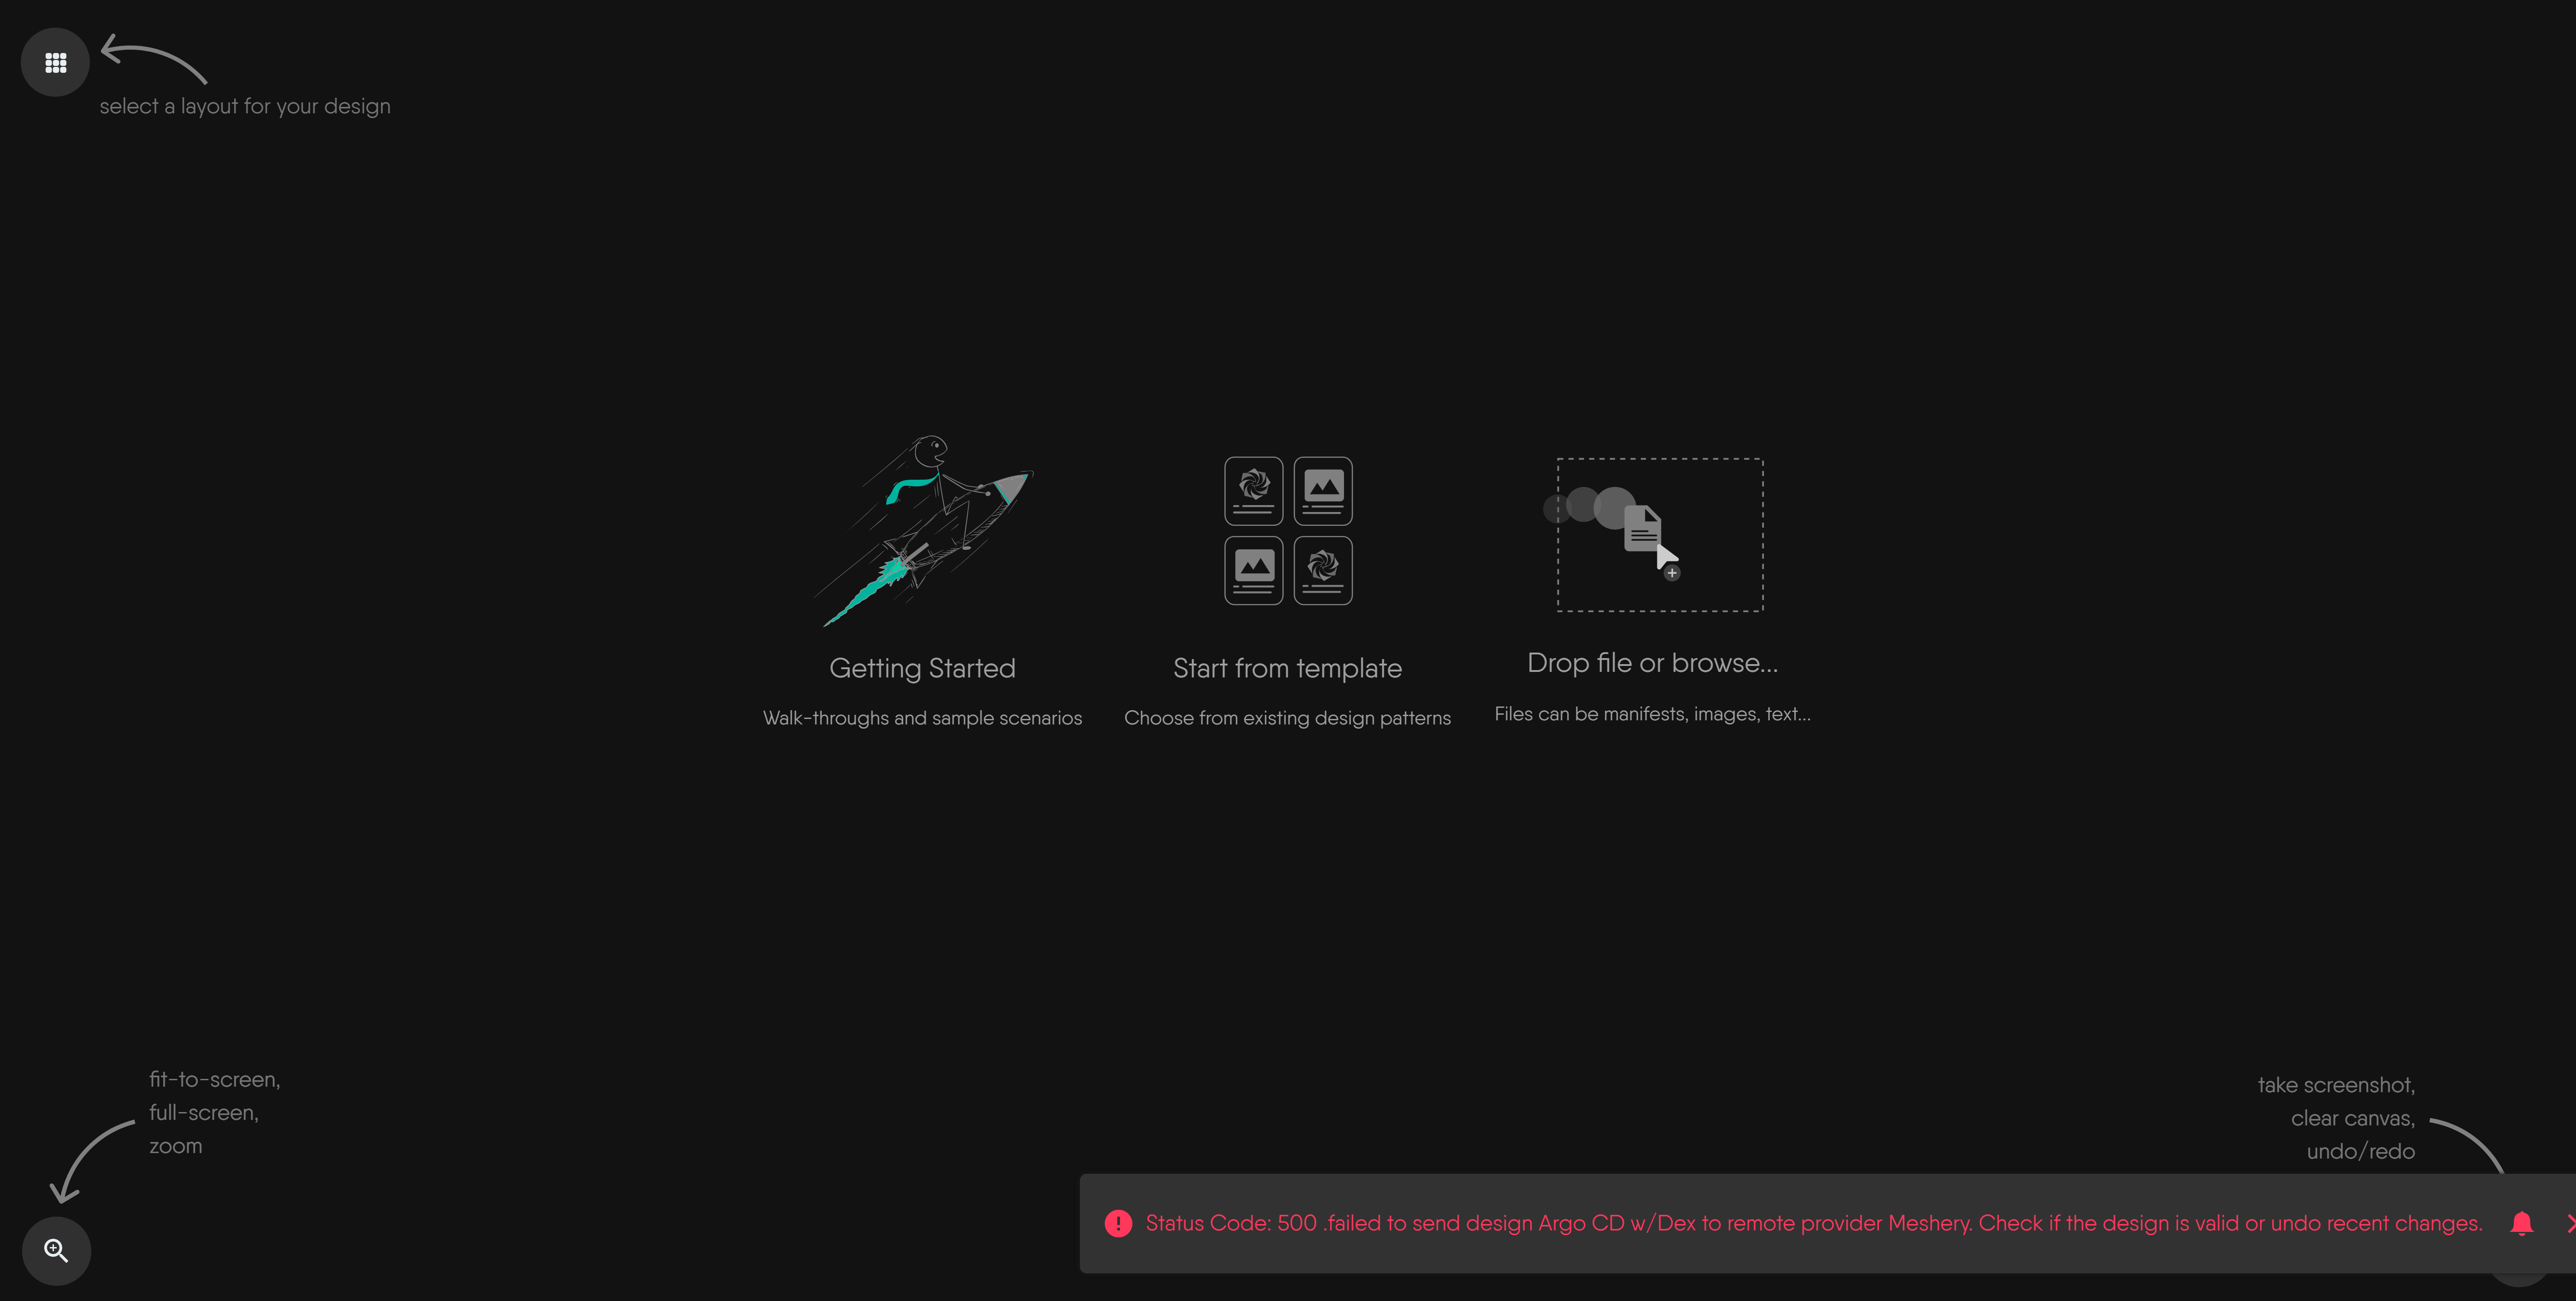 select a layout for your design
Getting Started
Walk-throughs and sample scenarios
Start from template
Choose from existing design patterns
Drop file or browse...
Files can be manifests, images, text...
fit-to-screen,
full-screen,
zoom
take screenshot,
clear canvas,
undo/redo
Status Code: 500 .failed to send design Argo CD w/Dex to remote provider Meshery. Check if the design is valid or undo recent changes.